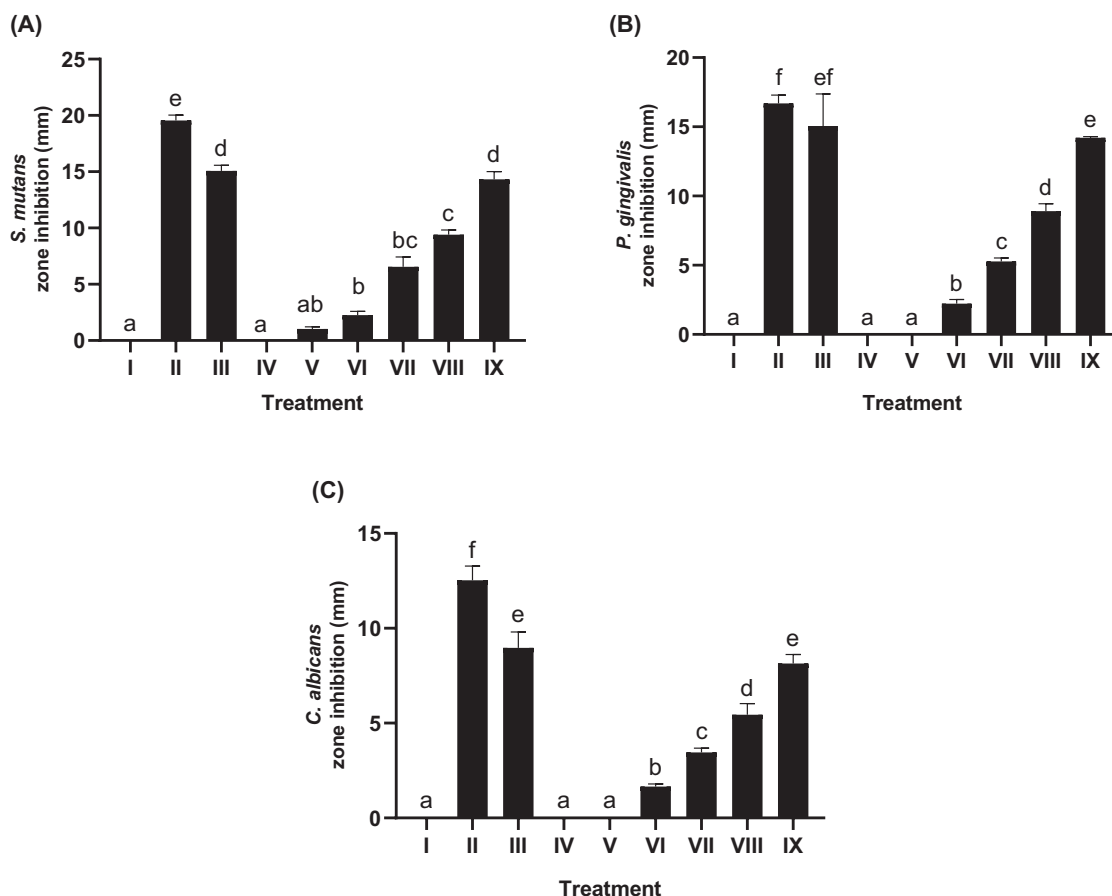 (A)
S. mutans
zone inhibition (mm)
25
20
15
10
5
0
a
e
d
a
ab
b
bc
c
d
I II III IV V VI VII VIII IX
Treatment
(B)
P. gingivalis
zone inhibition (mm)
20
15
10
5
0
a
f
ef
a
a
b
c
d
e
I II III IV V VI VII VIII IX
Treatment
(C)
C. albicans
zone inhibition (mm)
15
10
5
0
a
f
e
a
a
b
c
d
e
I II III IV V VI VII VIII IX
Treatment